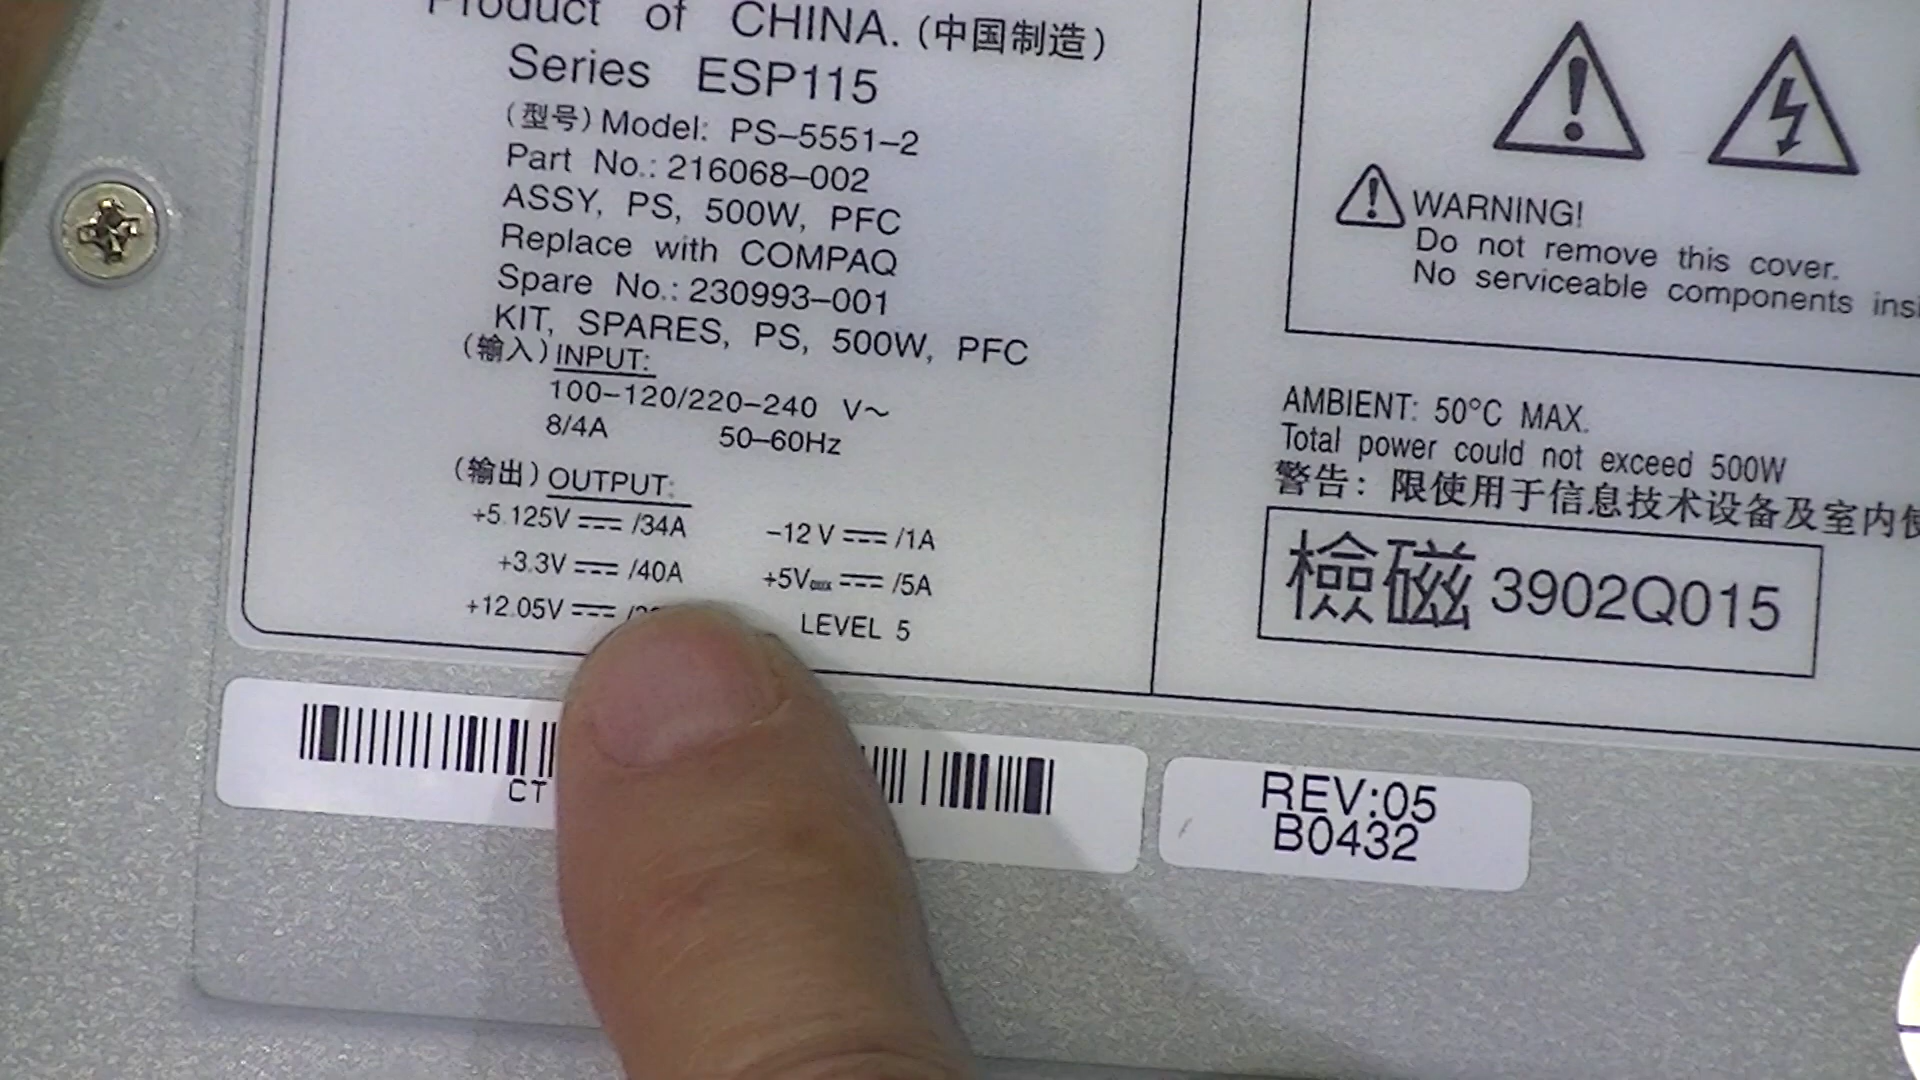 Product of CHINA. (中国制造)
Series ESP115
(型号) Model: PS-5551-2
Part No.: 216068-002
ASSY, PS, 500W, PFC
Replace with COMPAQ
Spare No.: 230993-001
KIT, SPARES, PS, 500W, PFC
(输入) INPUT:
100-120/220-240 V~
8/4A 50-60Hz
(输出) OUTPUT:
+5.125V ⎓ /34A -12 V ⎓ /1A
+3.3V ⎓ /40A +5Vaux ⎓ /5A
+12.05V ⎓ LEVEL 5
CT
WARNING!
Do not remove this cover.
No serviceable components
AMBIENT: 50°C MAX.
Total power could not exceed 500W
警告: 限使用于信息技术设备及室内使
檢磁 3902Q015
REV:05
B0432